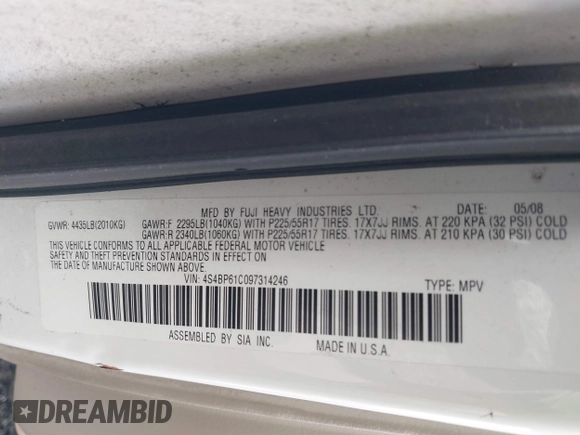 MFD BY FUJI HEAVY INDUSTRIES LTD. DATE: 05/08
GVWR: 4435LB(2010KG) GAWR:F 2295LB(1040KG) WITH P225/55R17 TIRES. 17X7JJ RIMS. AT 220 KPA (32 PSI) COLD
GAWR:R 2340LB(1060KG) WITH P225/55R17 TIRES. 17X7JJ RIMS. AT 210 KPA (30 PSI) COLD
THIS VEHICLE CONFORMS TO ALL APPLICABLE FEDERAL MOTOR VEHICLE
SAFETY AND THEFT PREVENTION STANDARDS IN EFFECT ON
THE DATE OF MANUFACTURE SHOWN ABOVE.
VIN: 4S4BP61C097314246 TYPE: MPV
ASSEMBLED BY SIA INC. MADE IN U.S.A.
DREAMBID